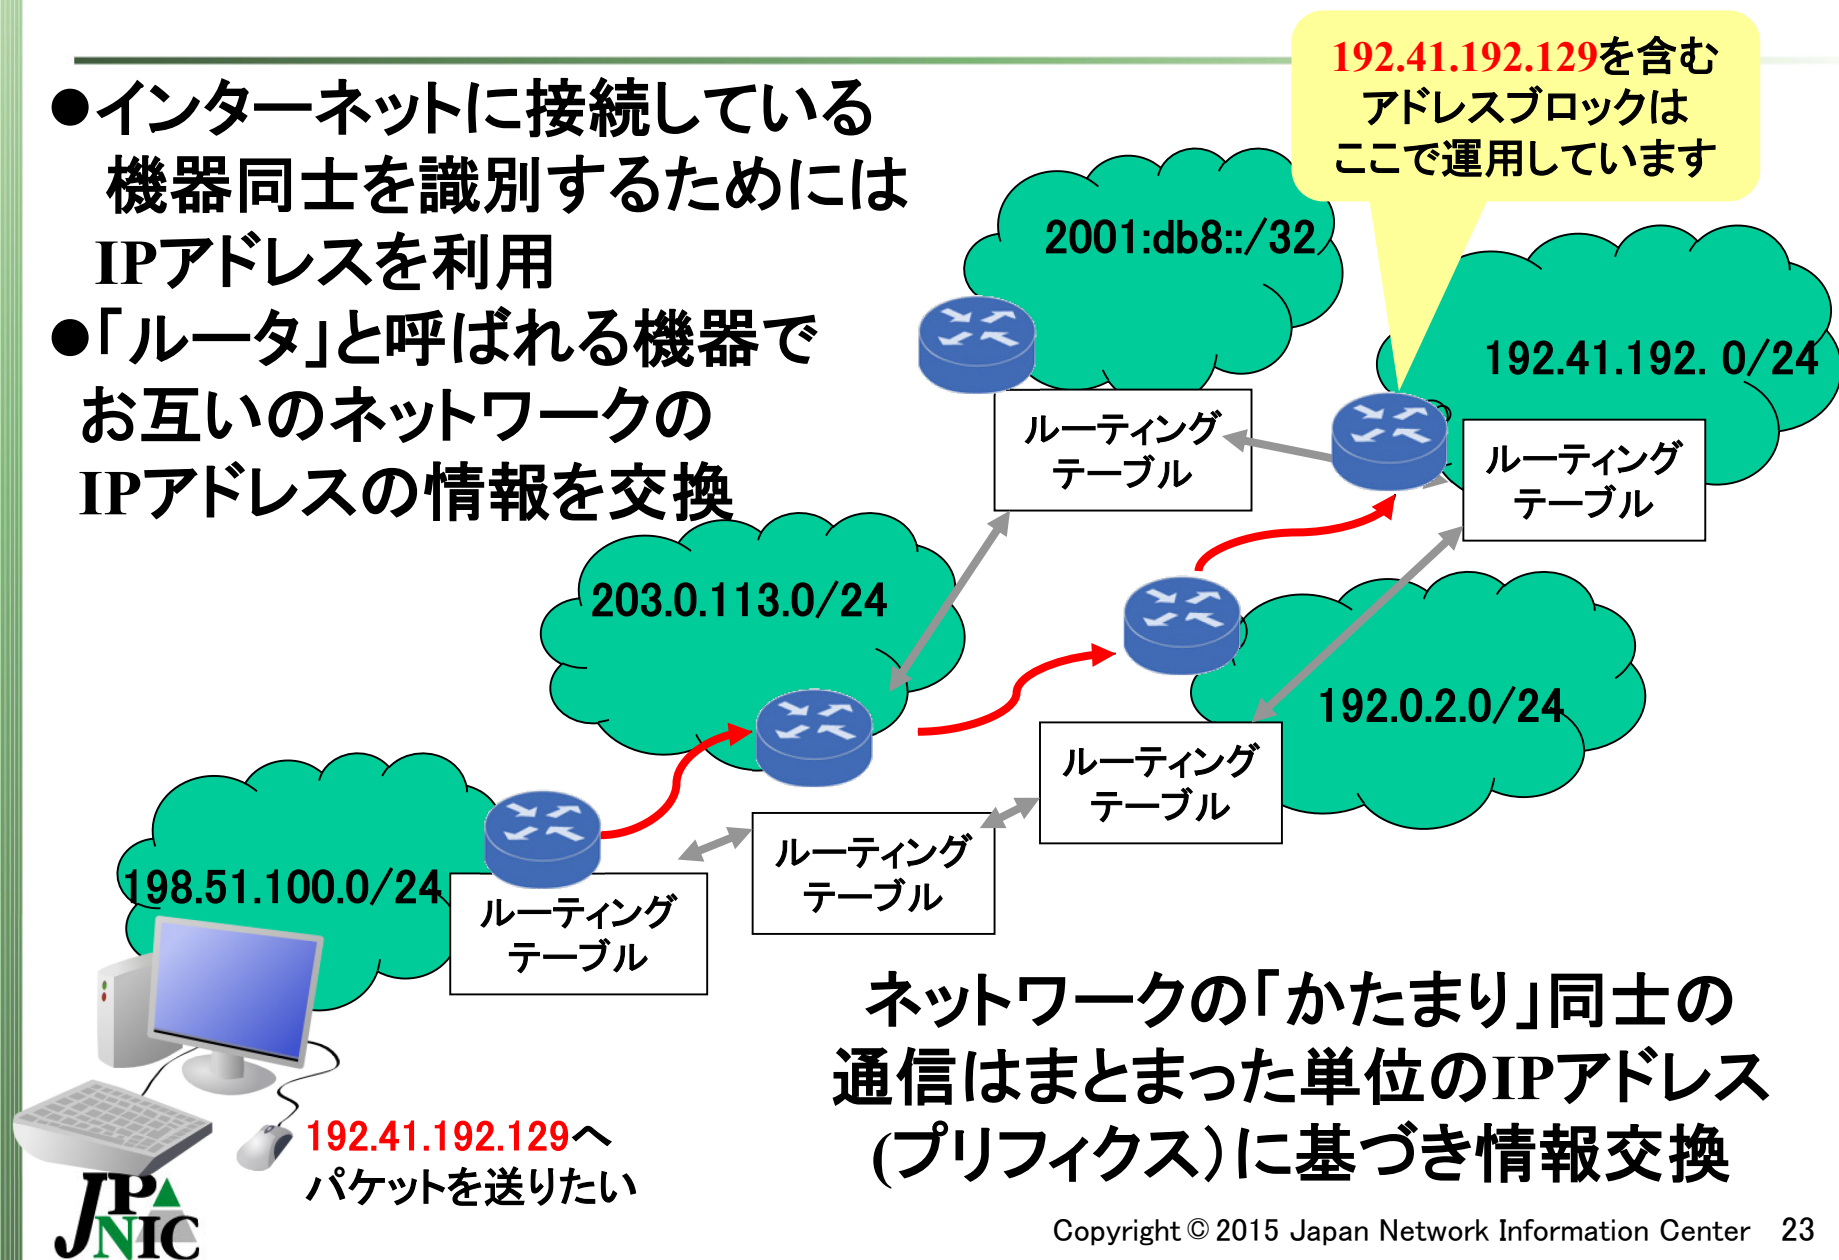 ●インターネットに接続している
機器同士を識別するためには
IPアドレスを利用
●「ルータ」と呼ばれる機器で
お互いのネットワークの
IPアドレスの情報を交換
192.41.192.129を含む
アドレスブロックは
ここで運用しています
2001:db8::/32
192.41.192. 0/24
ルーティング
テーブル
ルーティング
テーブル
203.0.113.0/24
192.0.2.0/24
ルーティング
テーブル
ルーティング
テーブル
198.51.100.0/24
ルーティング
テーブル
192.41.192.129へ
パケットを送りたい
ネットワークの「かたまり」同士の
通信はまとまった単位のIPアドレス
(プリフィクス)に基づき情報交換
JPNIC
Copyright © 2015 Japan Network Information Center 23